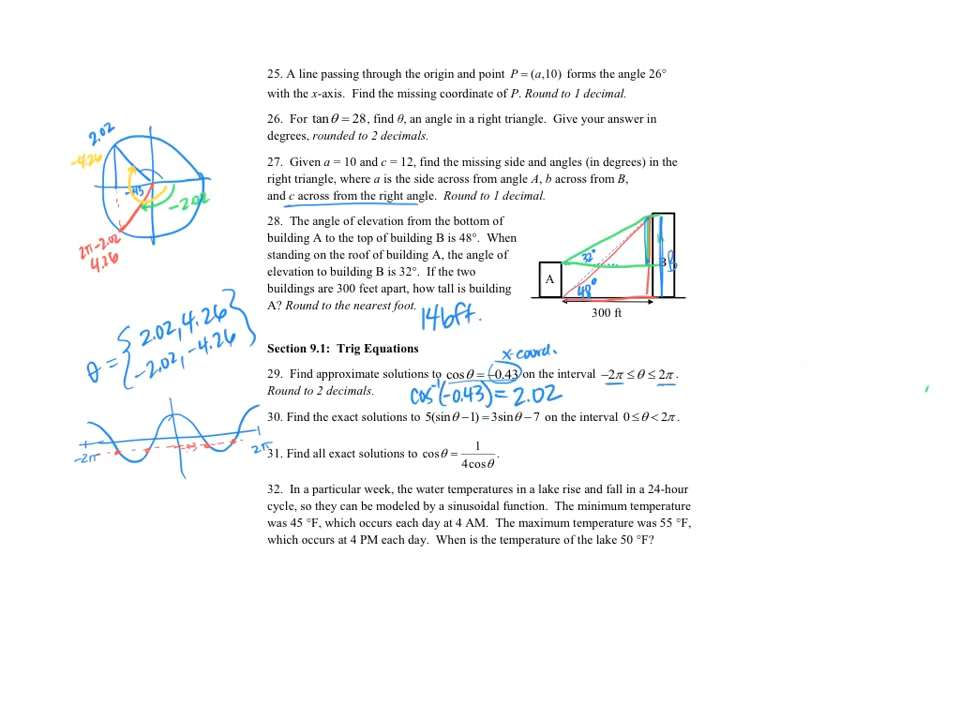 25. A line passing through the origin and point P = (a,10) forms the angle 26°
with the x-axis. Find the missing coordinate of P. Round to 1 decimal.
26. For tan θ = 28, find θ, an angle in a right triangle. Give your answer in
degrees, rounded to 2 decimals.
27. Given a = 10 and c = 12, find the missing side and angles (in degrees) in the
right triangle, where a is the side across from angle A, b across from B,
and c across from the right angle. Round to 1 decimal.
28. The angle of elevation from the bottom of
building A to the top of building B is 48°. When
standing on the roof of building A, the angle of
elevation to building B is 32°. If the two
buildings are 300 feet apart, how tall is building
A? Round to the nearest foot.
146ft.
A
B
32°
48°
300 ft
2.02
-4.26
-.43
-2.02
2π-2.02
4.26
θ = {2.02, 4.26
-2.02, -4.26}
Section 9.1: Trig Equations
x-coord.
29. Find approximate solutions to cos θ = -0.43 on the interval -2π ≤ θ ≤ 2π.
Round to 2 decimals.
cos⁻¹(-0.43) = 2.02
30. Find the exact solutions to 5(sin θ - 1) = 3sin θ - 7 on the interval 0 ≤ θ < 2π.
-2π
2π
31. Find all exact solutions to cos θ = 1/(4cos θ).
32. In a particular week, the water temperatures in a lake rise and fall in a 24-hour
cycle, so they can be modeled by a sinusoidal function. The minimum temperature
was 45 °F, which occurs each day at 4 AM. The maximum temperature was 55 °F,
which occurs at 4 PM each day. When is the temperature of the lake 50 °F?